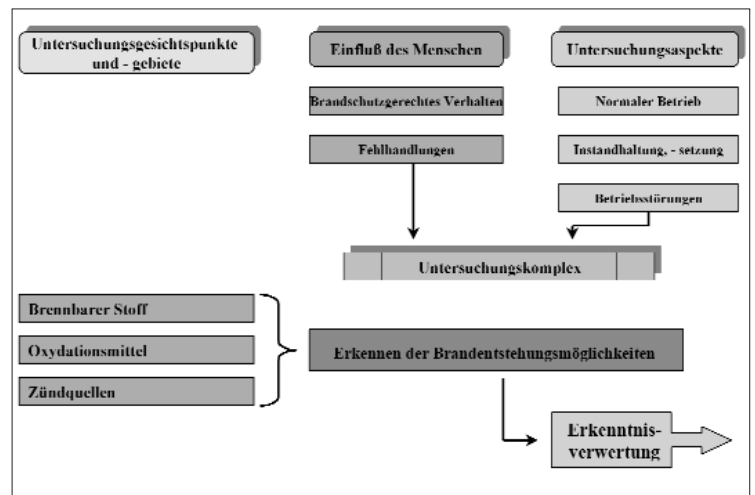 Untersuchungsgesichtspunkte
und - gebiete
Einfluß des Menschen
Untersuchungsaspekte
Brandschutzgerechtes Verhalten
Normaler Betrieb
Fehlhandlungen
Instandhaltung, - setzung
Betriebsstörungen
Untersuchungskomplex
Brennbarer Stoff
Oxydationsmittel
Erkennen der Brandentstehungsmöglichkeiten
Zündquellen
Erkenntnis-
verwertung